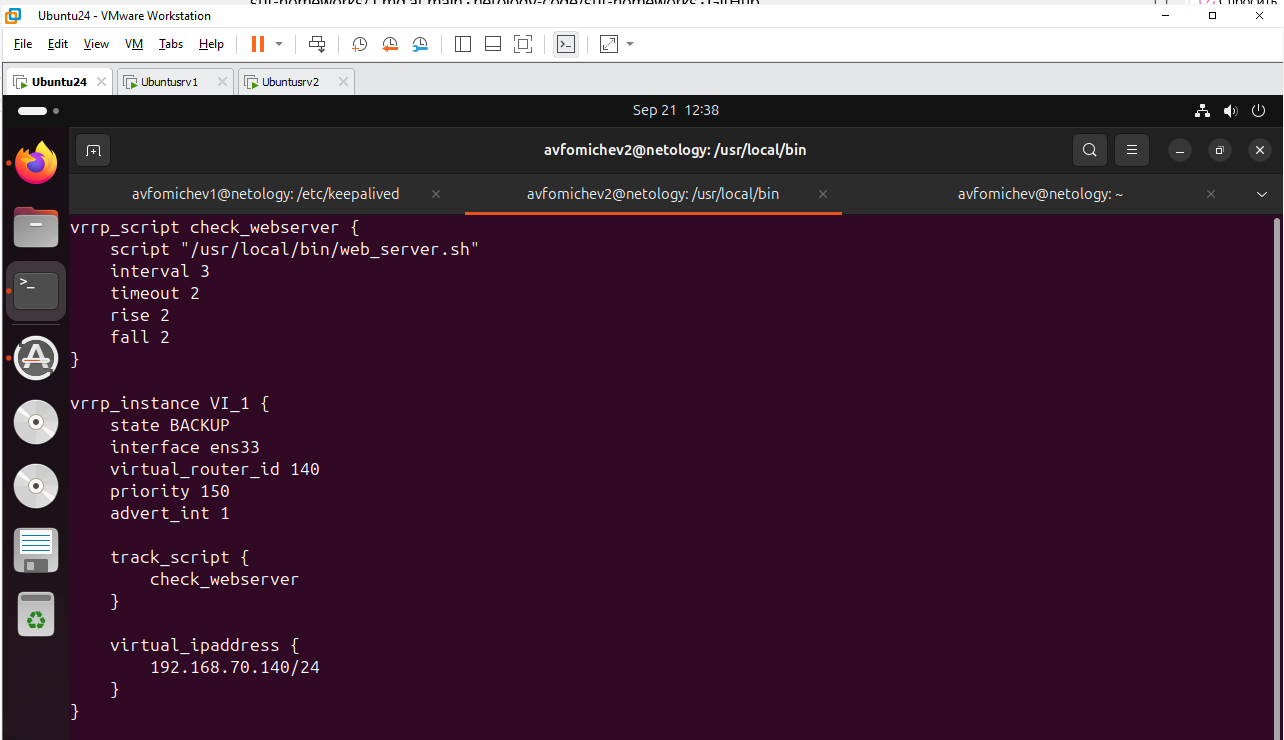 Ubuntu24 - VMware Workstation
File Edit View VM Tabs Help
Ubuntu24 Ubuntusrv1 Ubuntusrv2
Sep 21 12:38
avfomichev2@netology: /usr/local/bin
avfomichev1@netology: /etc/keepalived avfomichev2@netology: /usr/local/bin avfomichev@netology: ~
vrrp_script check_webserver {
    script "/usr/local/bin/web_server.sh"
    interval 3
    timeout 2
    rise 2
    fall 2
}
vrrp_instance VI_1 {
    state BACKUP
    interface ens33
    virtual_router_id 140
    priority 150
    advert_int 1
    track_script {
        check_webserver
    }
    virtual_ipaddress {
        192.168.70.140/24
    }
}